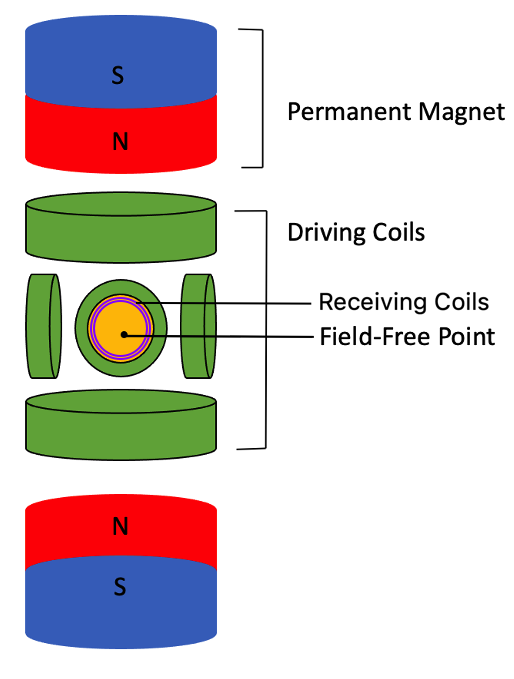 S
N
Permanent Magnet
Driving Coils
Receiving Coils
Field-Free Point
N
S